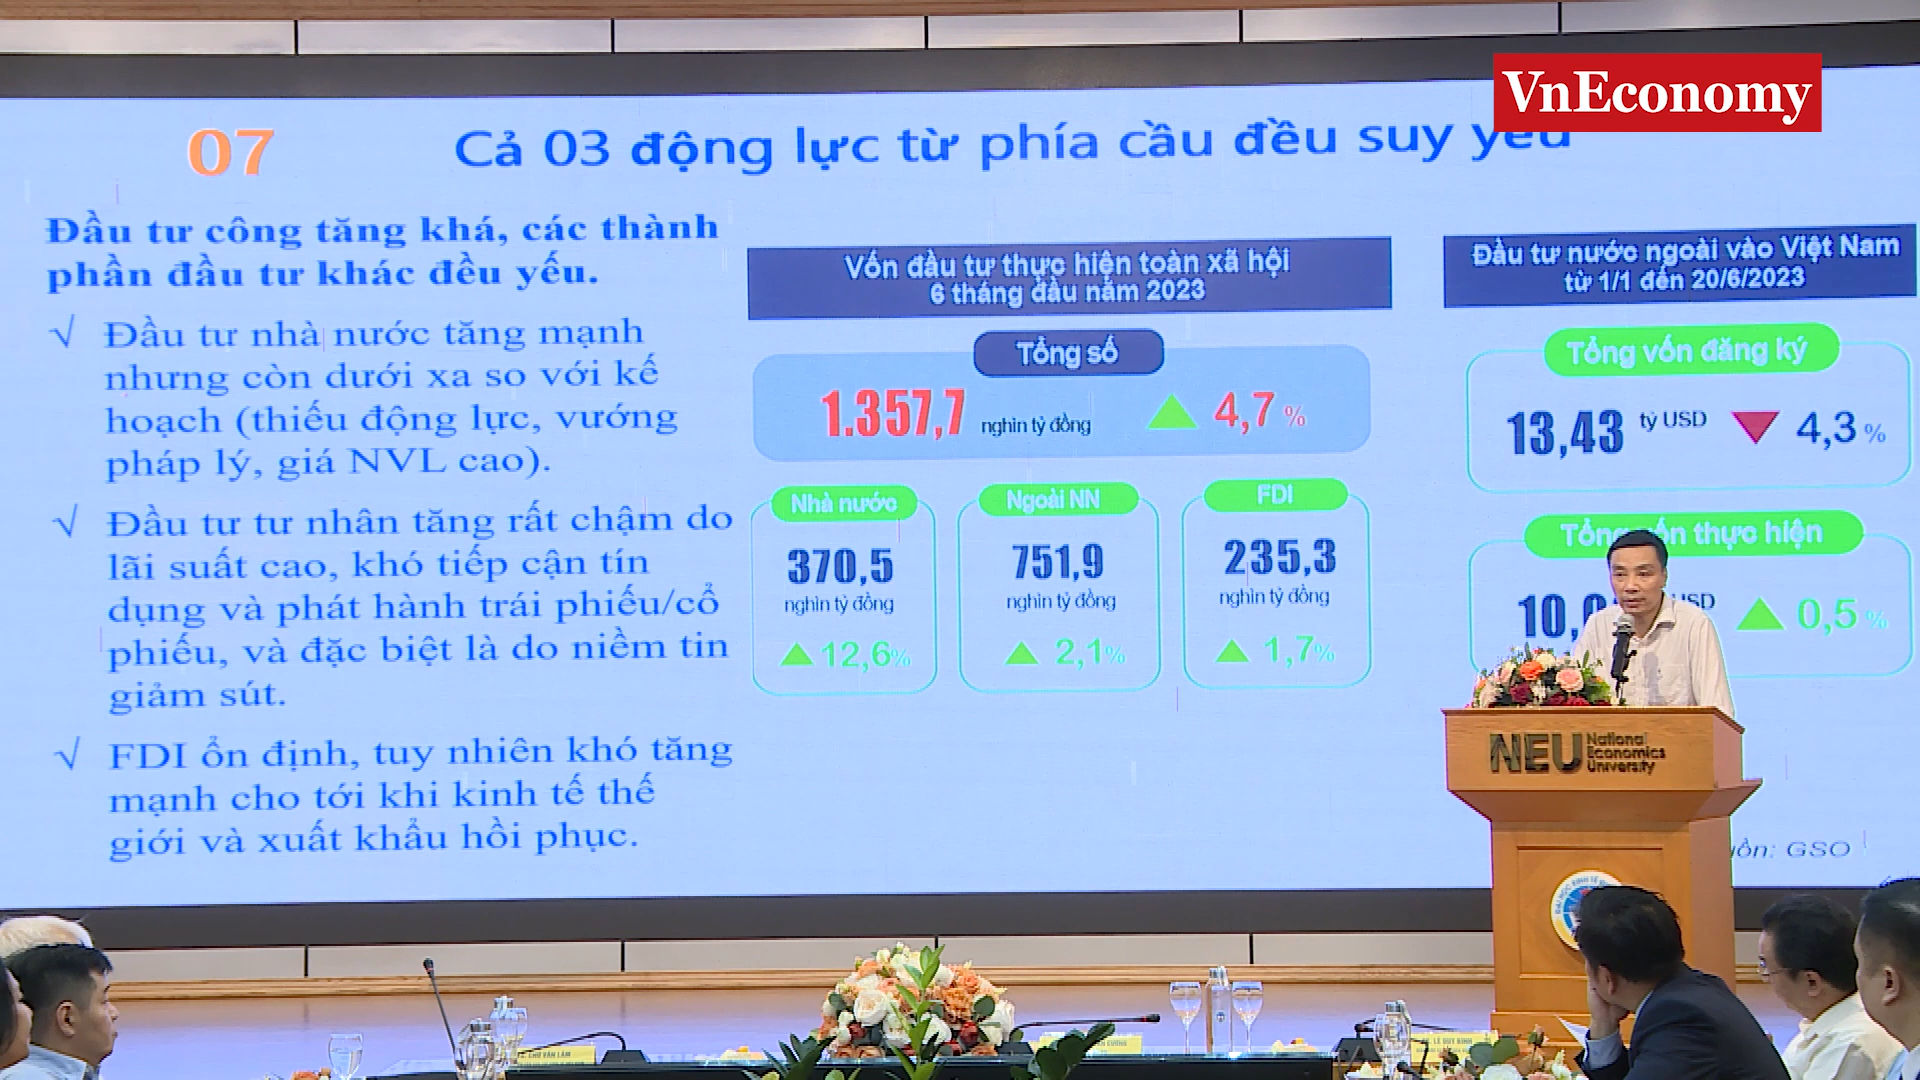 VnEconomy
07
Cả 03 động lực từ phía cầu đều suy yếu
Đầu tư công tăng khá, các thành
phần đầu tư khác đều yếu.
√ Đầu tư nhà nước tăng mạnh
nhưng còn dưới xa so với kế
hoạch (thiếu động lực, vướng
pháp lý, giá NVL cao).
√ Đầu tư tư nhân tăng rất chậm do
lãi suất cao, khó tiếp cận tín
dụng và phát hành trái phiếu/cổ
phiếu, và đặc biệt là do niềm tin
giảm sút.
√ FDI ổn định, tuy nhiên khó tăng
mạnh cho tới khi kinh tế thế
giới và xuất khẩu hồi phục.
Vốn đầu tư thực hiện toàn xã hội
6 tháng đầu năm 2023
Tổng số
1.357,7 nghìn tỷ đồng 4,7 %
Nhà nước
370,5
nghìn tỷ đồng
12,6%
Ngoài NN
751,9
nghìn tỷ đồng
2,1%
FDI
235,3
nghìn tỷ đồng
1,7%
Đầu tư nước ngoài vào Việt Nam
từ 1/1 đến 20/6/2023
Tổng vốn đăng ký
13,43 tỷ USD 4,3 %
Tổng vốn thực hiện
USD 0,5 %
GSO
NEU National
Economics
University